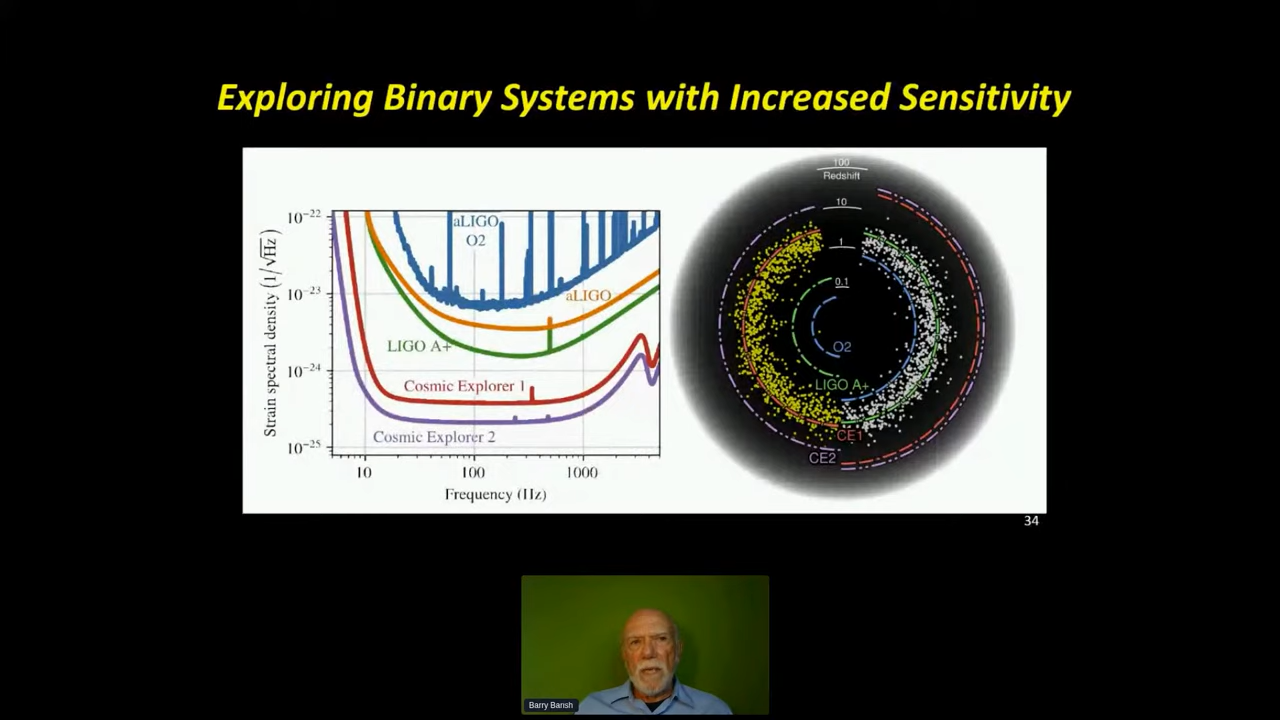 Exploring Binary Systems with Increased Sensitivity
Strain spectral density (1/√Hz)
10⁻²²
10⁻²³
10⁻²⁴
10⁻²⁵
aLIGO
O2
aLIGO
LIGO A+
Cosmic Explorer 1
Cosmic Explorer 2
10
100
1000
Frequency (Hz)
100
Redshift
10
1
0.1
O2
LIGO A+
CE1
CE2
34
Barry Barish